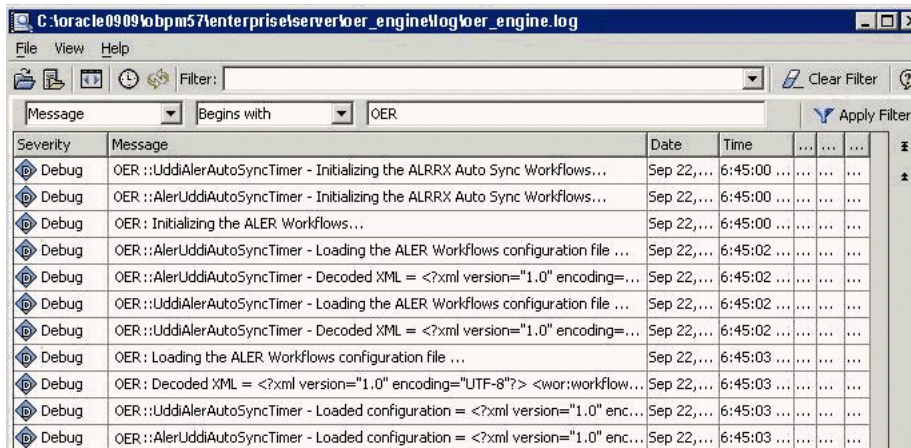 C:\oracle0909\obpm57\enterprise\server\oer_engine\log\oer_engine.log
File View Help
Filter: Clear Filter
Message Begins with OER Apply Filter
Severity Message Date Time ... ... ...
Debug OER ::UddiAlerAutoSyncTimer - Initializing the ALRRX Auto Sync Workflows... Sep 22,... 6:45:00 ... ... ... ...
Debug OER ::AlerUddiAutoSyncTimer - Initializing the ALRRX Auto Sync Workflows... Sep 22,... 6:45:00 ... ... ... ...
Debug OER : Initializing the ALER Workflows... Sep 22,... 6:45:00 ... ... ... ...
Debug OER ::AlerUddiAutoSyncTimer - Loading the ALER Workflows configuration file ... Sep 22,... 6:45:02 ... ... ... ...
Debug OER ::AlerUddiAutoSyncTimer - Decoded XML = <?xml version="1.0" encoding=... Sep 22,... 6:45:02 ... ... ... ...
Debug OER ::UddiAlerAutoSyncTimer - Loading the ALER Workflows configuration file ... Sep 22,... 6:45:02 ... ... ... ...
Debug OER ::UddiAlerAutoSyncTimer - Decoded XML = <?xml version="1.0" encoding=... Sep 22,... 6:45:02 ... ... ... ...
Debug OER : Loading the ALER Workflows configuration file ... Sep 22,... 6:45:03 ... ... ... ...
Debug OER : Decoded XML = <?xml version="1.0" encoding="UTF-8"?> <wor:workflow... Sep 22,... 6:45:03 ... ... ... ...
Debug OER ::UddiAlerAutoSyncTimer - Loaded configuration = <?xml version="1.0" enc... Sep 22,... 6:45:03 ... ... ... ...
Debug OER ::AlerUddiAutoSyncTimer - Loaded configuration = <?xml version="1.0" enc... Sep 22,... 6:45:03 ... ... ... ...